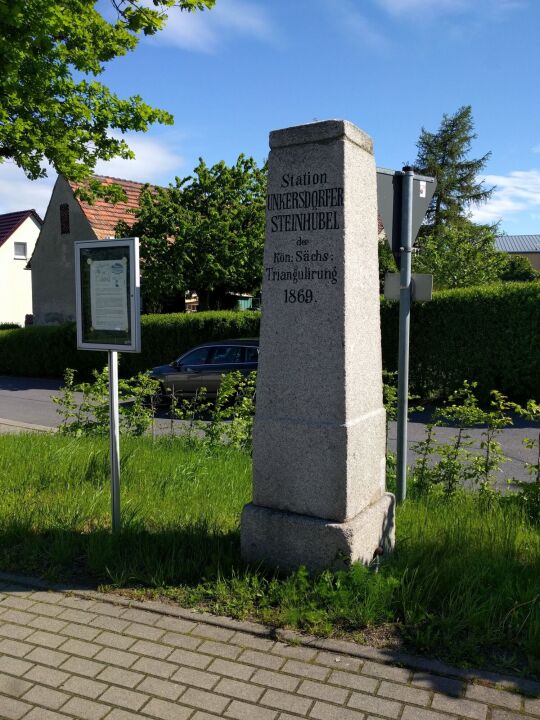 Station
UNKERSDORFER
STEINHÜBEL
der
Kön: Sächs:
Triangulirung
1869.